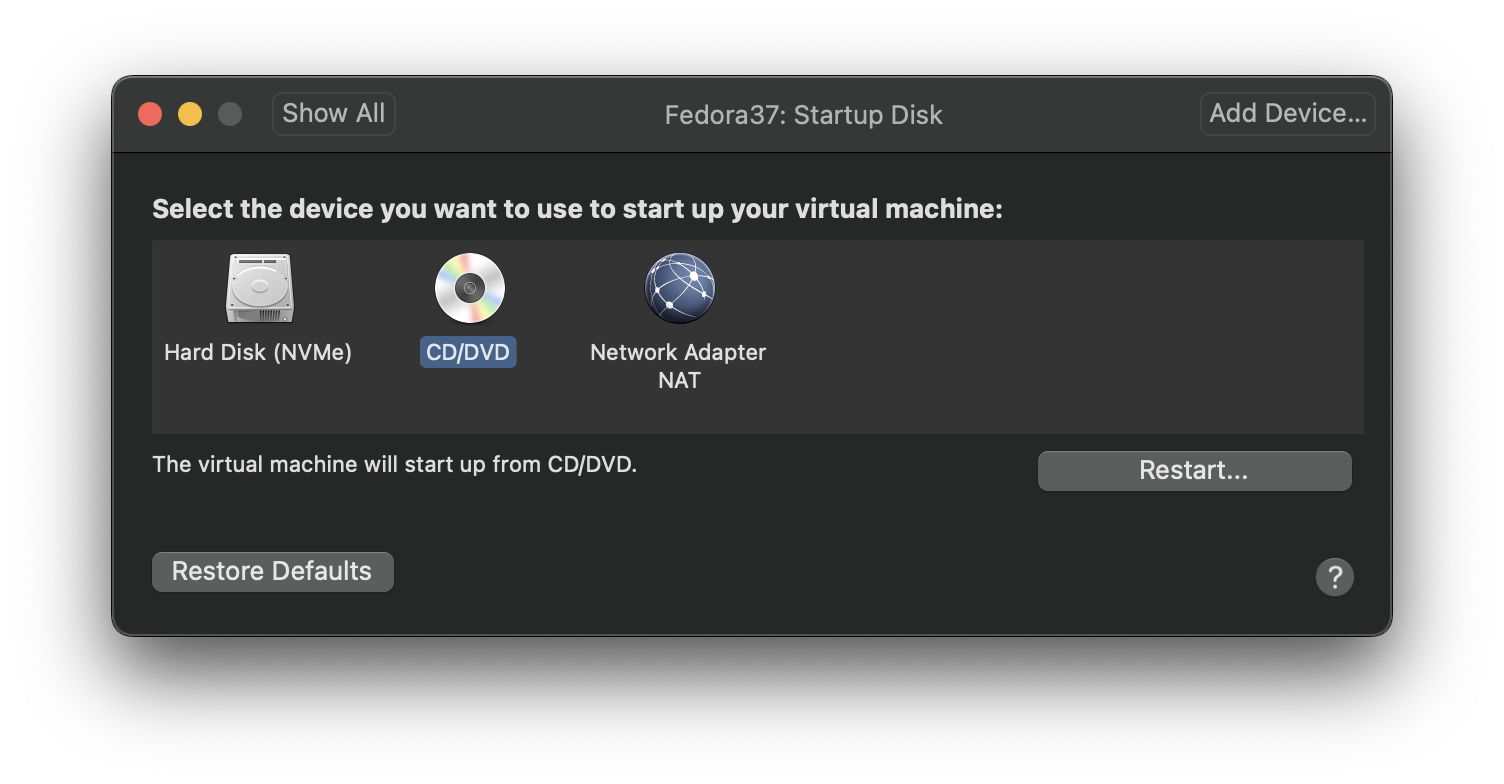 Show All
Fedora37: Startup Disk
Add Device...
Select the device you want to use to start up your virtual machine:
Hard Disk (NVMe)
CD/DVD
Network Adapter
NAT
The virtual machine will start up from CD/DVD.
Restart...
Restore Defaults
?